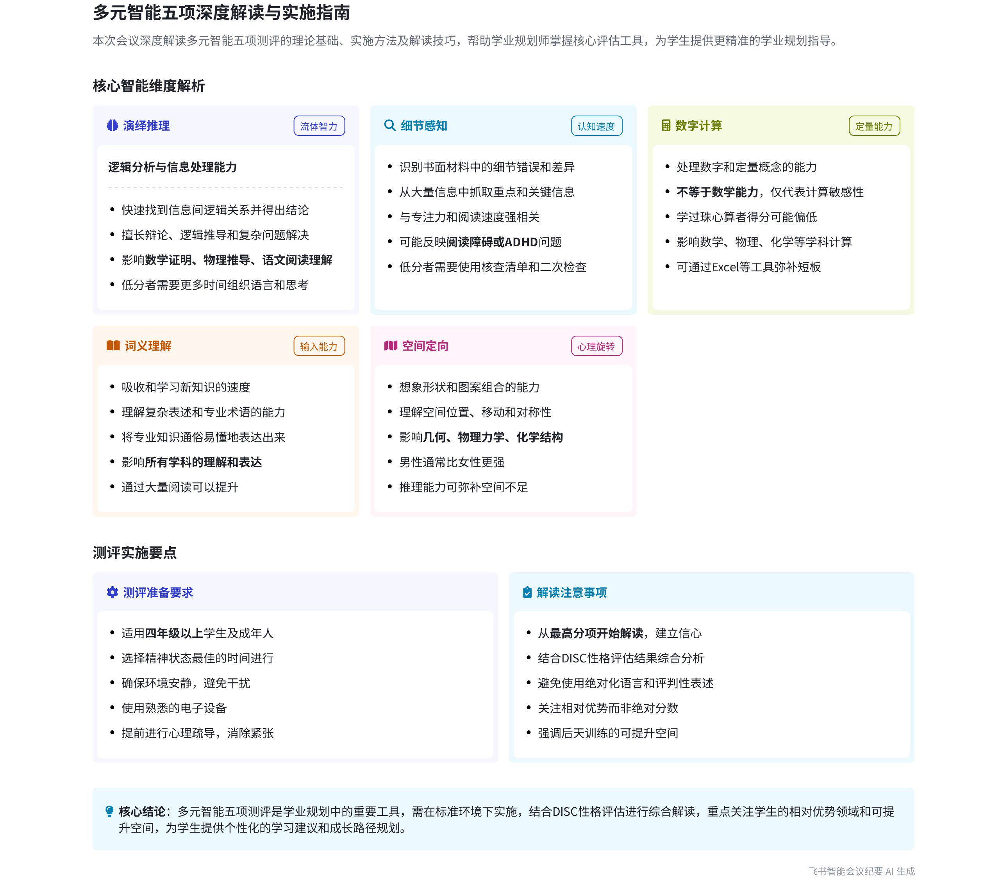 多元智能五项深度解读与实施指南
本次会议深度解读多元智能五项测评的理论基础、实施方法及解读技巧，帮助学业规划师掌握核心评估工具，为学生提供更精准的学业规划指导。
核心智能维度解析
演绎推理
流体智力
逻辑分析与信息处理能力
• 快速找到信息间逻辑关系并得出结论
• 擅长辩论、逻辑推导和复杂问题解决
• 影响数学证明、物理推导、语文阅读理解
• 低分者需要更多时间组织语言和思考
细节感知
认知速度
• 识别书面材料中的细节错误和差异
• 从大量信息中抓取重点和关键信息
• 与专注力和阅读速度强相关
• 可能反映阅读障碍或ADHD问题
• 低分者需要使用核查清单和二次检查
数字计算
定量能力
• 处理数字和定量概念的能力
• 不等于数学能力，仅代表计算敏感性
• 学过珠心算者得分可能偏低
• 影响数学、物理、化学等学科计算
• 可通过Excel等工具弥补短板
词义理解
输入能力
• 吸收和学习新知识的速度
• 理解复杂表述和专业术语的能力
• 将专业知识通俗易懂地表达出来
• 影响所有学科的理解和表达
• 通过大量阅读可以提升
空间定向
心理旋转
• 想象形状和图案组合的能力
• 理解空间位置、移动和对称性
• 影响几何、物理力学、化学结构
• 男性通常比女性更强
• 推理能力可弥补空间不足
测评实施要点
测评准备要求
• 适用四年级以上学生及成年人
• 选择精神状态最佳的时间进行
• 确保环境安静，避免干扰
• 使用熟悉的电子设备
• 提前进行心理疏导，消除紧张
解读注意事项
• 从最高分项开始解读，建立信心
• 结合DISC性格评估结果综合分析
• 避免使用绝对化语言和评判性表述
• 关注相对优势而非绝对分数
• 强调后天训练的可提升空间
核心结论：多元智能五项测评是学业规划中的重要工具，需在标准环境下实施，结合DISC性格评估进行综合解读，重点关注学生的相对优势领域和可提
升空间，为学生提供个性化的学习建议和成长路径规划。
飞书智能会议纪要 AI 生成